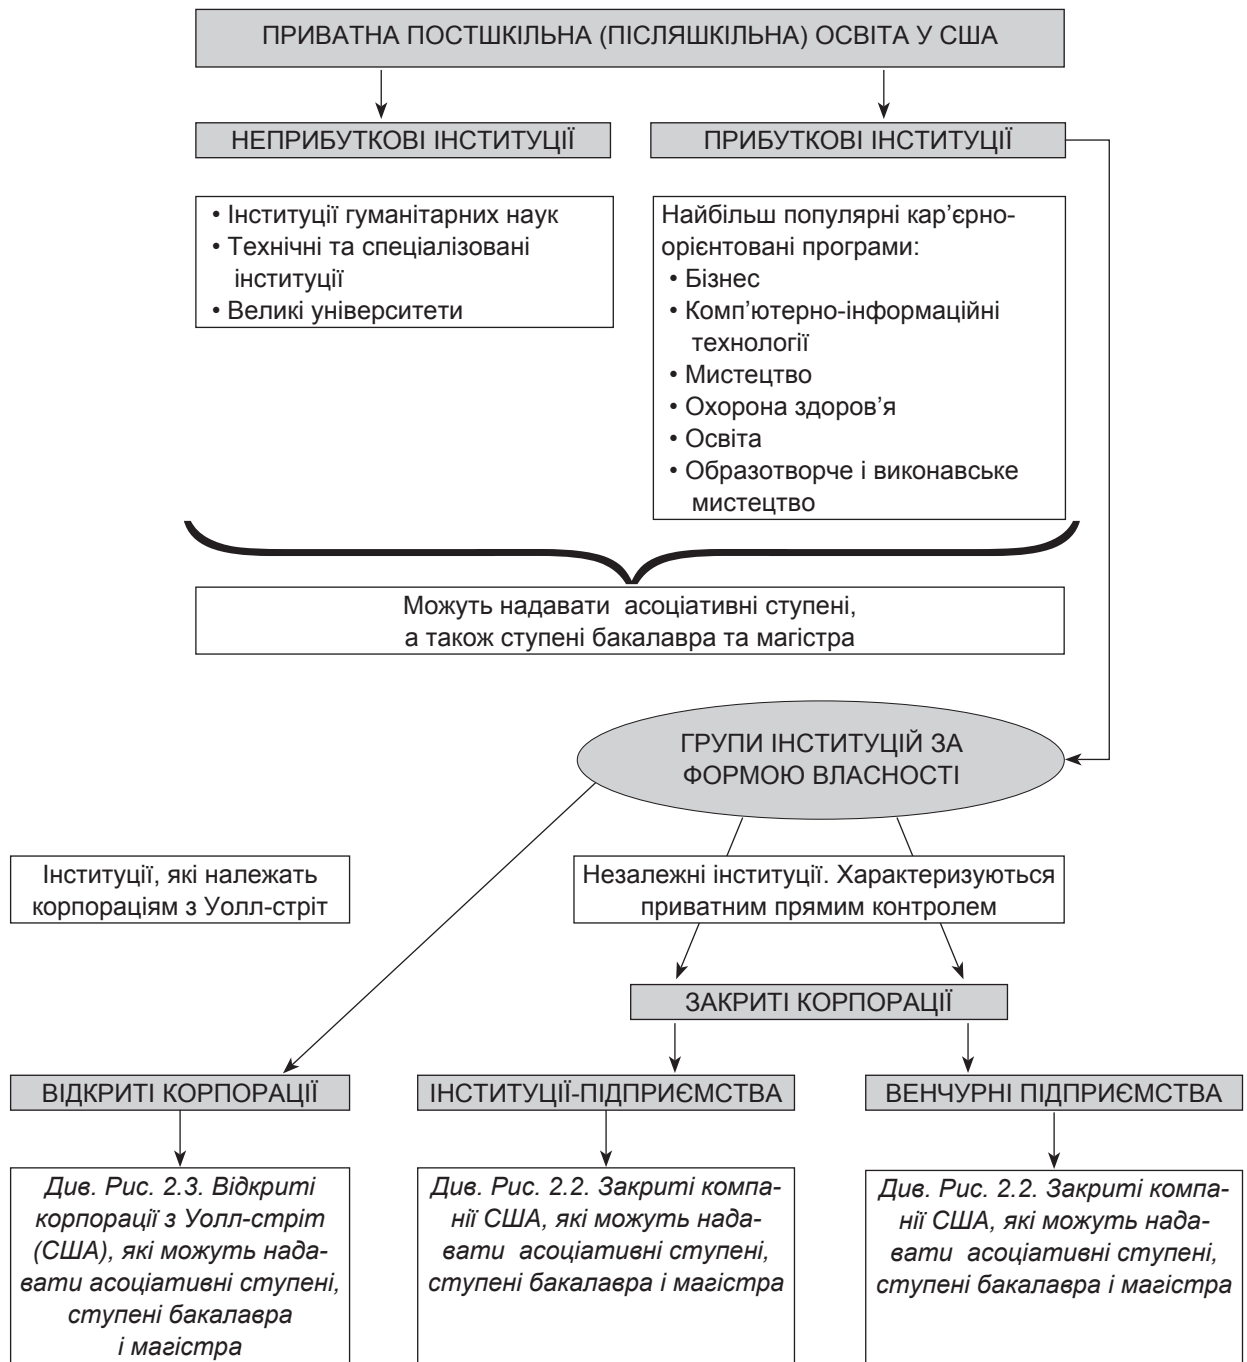 ПРИВАТНА ПОСТШКІЛЬНА (ПІСЛЯШКІЛЬНА) ОСВІТА У США
НЕПРИБУТКОВІ ІНСТИТУЦІЇ
ПРИБУТКОВІ ІНСТИТУЦІЇ
• Інституції гуманітарних наук
• Технічні та спеціалізовані
інституції
• Великі університети
Найбільш популярні кар’єрно-
орієнтовані програми:
• Бізнес
• Комп’ютерно-інформаційні
технології
• Мистецтво
• Охорона здоров’я
• Освіта
• Образотворче і виконавське
мистецтво
Можуть надавати асоціативні ступені,
а також ступені бакалавра та магістра
ГРУПИ ІНСТИТУЦІЙ ЗА
ФОРМОЮ ВЛАСНОСТІ
Інституції, які належать
корпораціям з Уолл-стріт
Незалежні інституції. Характеризуються
приватним прямим контролем
ЗАКРИТІ КОРПОРАЦІЇ
ВІДКРИТІ КОРПОРАЦІЇ
ІНСТИТУЦІЇ-ПІДПРИЄМСТВА
ВЕНЧУРНІ ПІДПРИЄМСТВА
Див. Рис. 2.3. Відкриті
корпорації з Уолл-стріт
(США), які можуть нада-
вати асоціативні ступені,
ступені бакалавра
і магістра
Див. Рис. 2.2. Закриті компа-
нії США, які можуть нада-
вати асоціативні ступені,
ступені бакалавра і магістра
Див. Рис. 2.2. Закриті компа-
нії США, які можуть нада-
вати асоціативні ступені,
ступені бакалавра і магістра